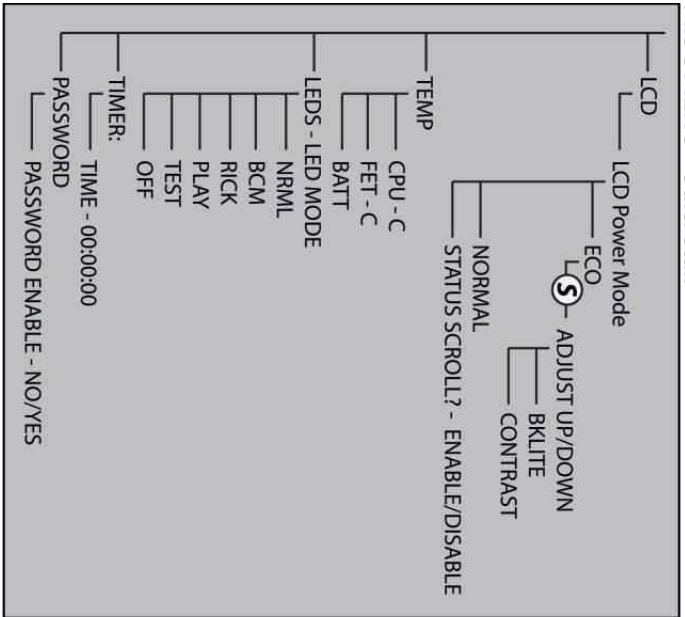 LCD
LCD Power Mode
ECO
S - ADJUST UP/DOWN
BKLITE
CONTRAST
NORMAL
STATUS SCROLL? - ENABLE/DISABLE
TEMP
CPU - C
FET - C
BATT
LEDS - LED MODE
NRML
BCM
RICK
PLAY
TEST
OFF
TIMER:
TIME - 00:00:00
PASSWORD
PASSWORD ENABLE - NO/YES